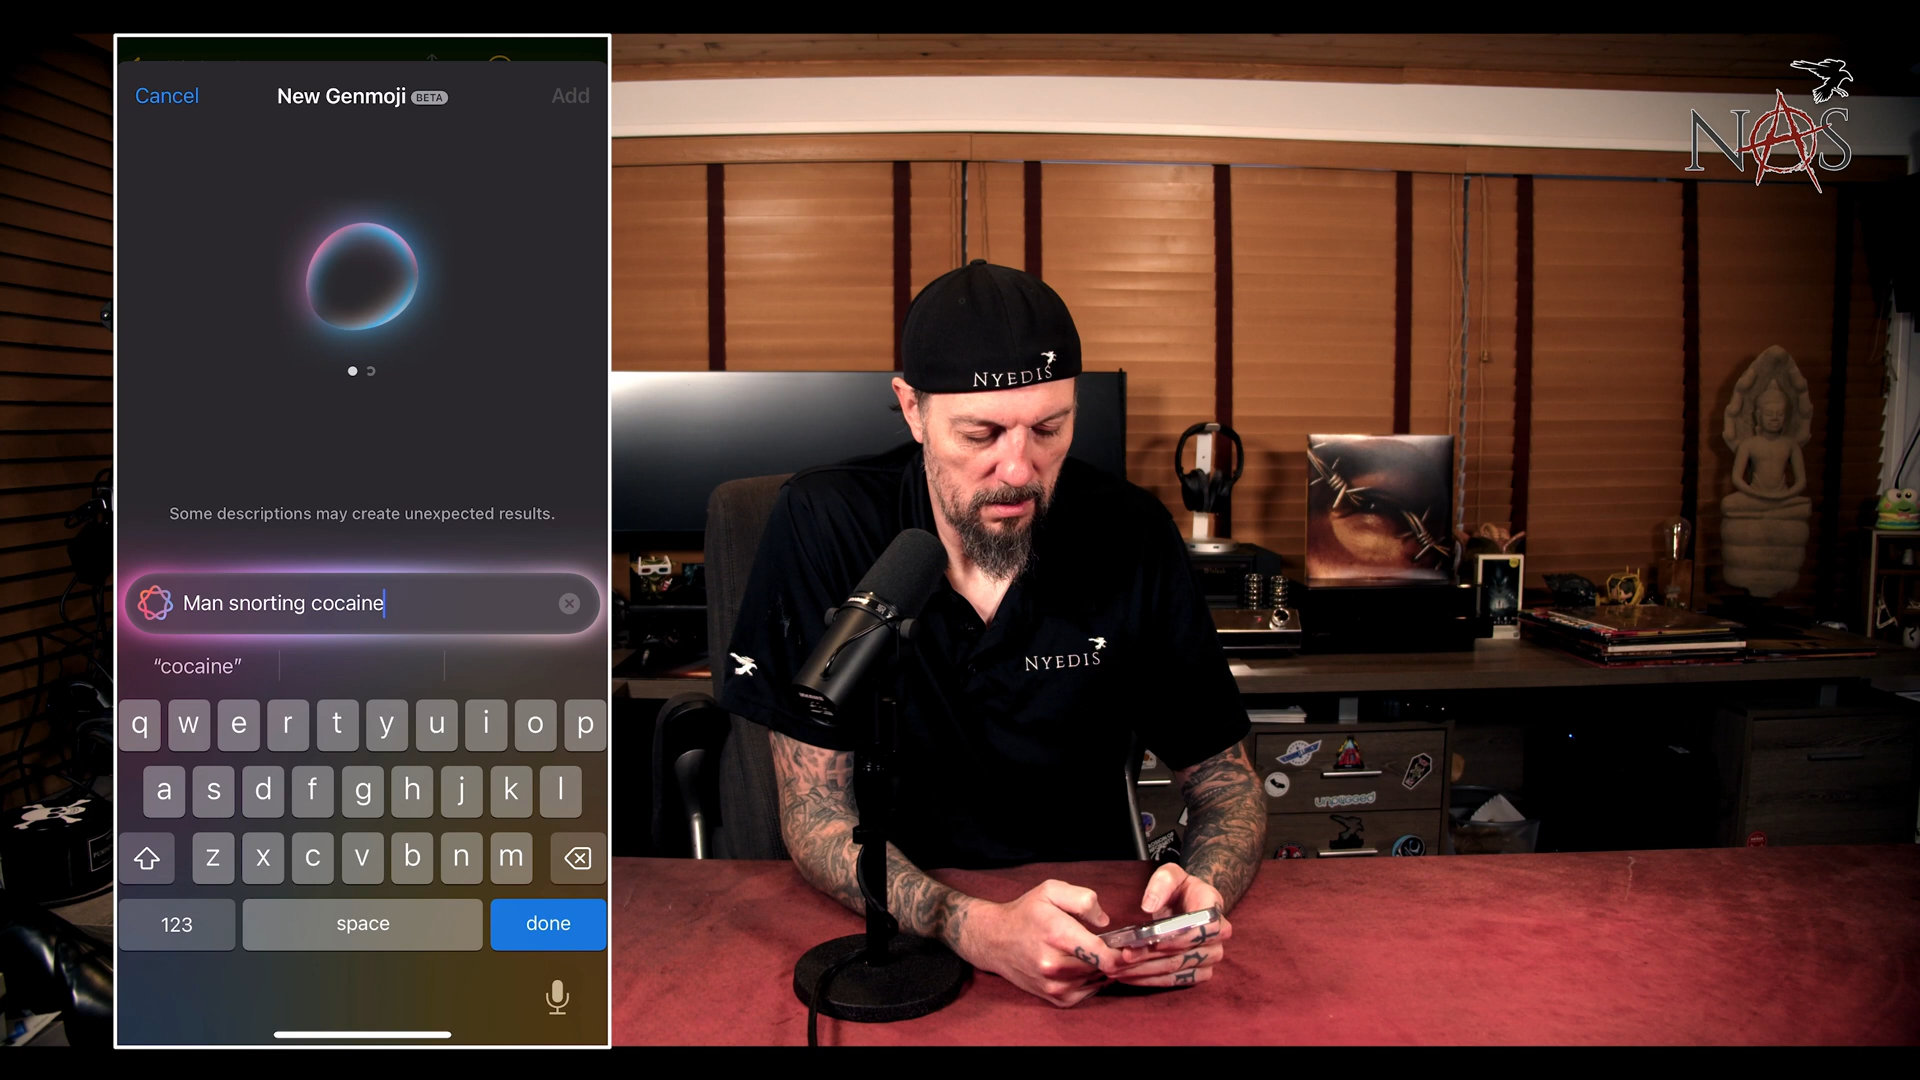 Cancel
New Genmoji BETA
Add
Some descriptions may create unexpected results.
Man snorting cocaine
“cocaine”
q w e r t y u i o p
a s d f g h j k l
z x c v b n m
123
space
done
NAS
NYEDIS
NYEDIS
unpossed